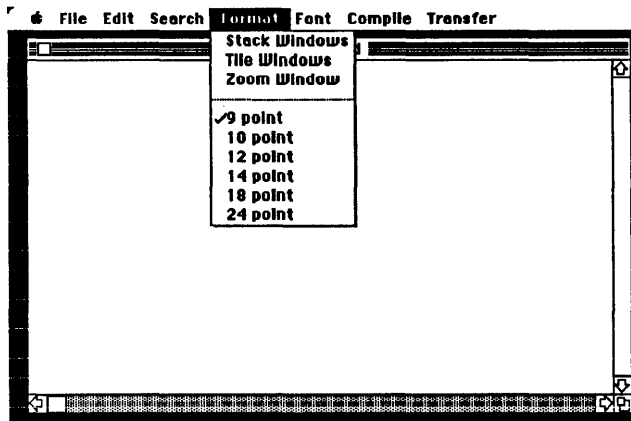 File Edit Search Format Font Compile Transfer
Stack Windows
Tile Windows
Zoom Window
✓9 point
10 point
12 point
14 point
18 point
24 point